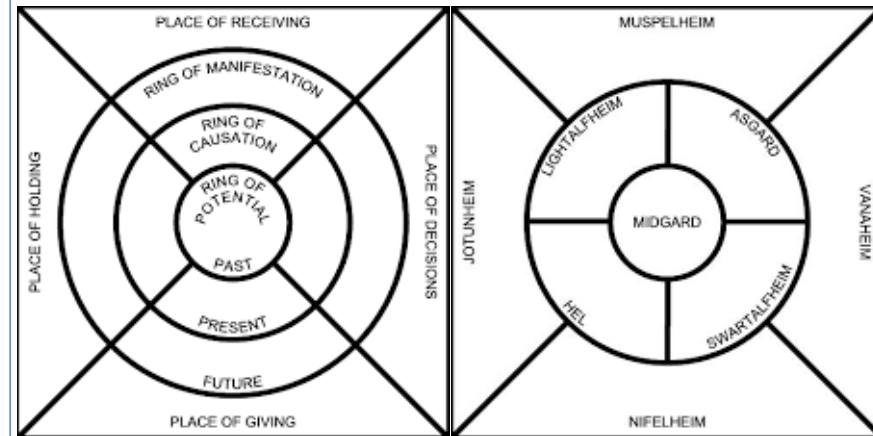 PLACE OF RECEIVING
RING OF MANIFESTATION
RING OF
CAUSATION
RING OF
POTENTIAL
PAST
PRESENT
FUTURE
PLACE OF HOLDING
PLACE OF DECISIONS
PLACE OF GIVING
MUSPELHEIM
LIGHTALFHEIM
ASGARD
JOTUNHEIM
MIDGARD
VANAHEIM
HEL
SWARTALFHEIM
NIFELHEIM